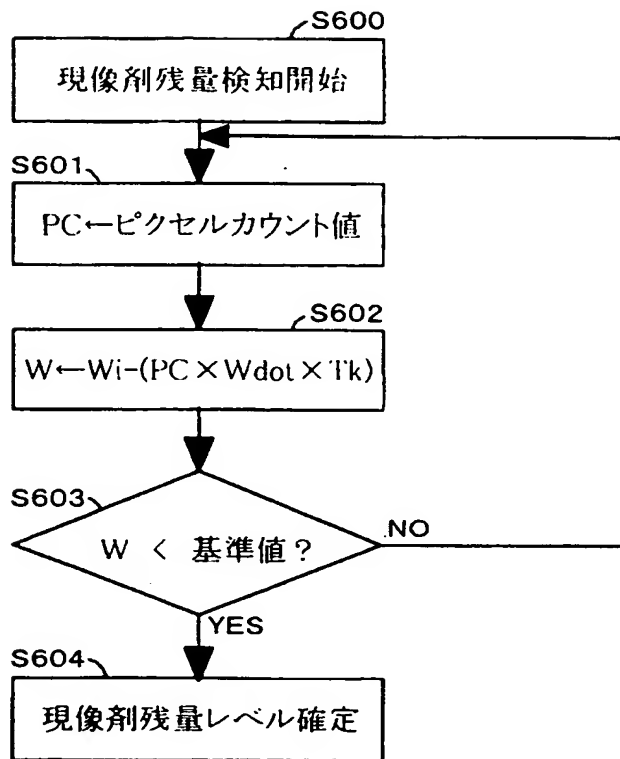 S600
現像剤残量検知開始
S601
PC←ピクセルカウント値
S602
W←Wi-(PC×Wdot×Tk)
S603
W < 基準値?
NO
YES
S604
現像剤残量レベル確定